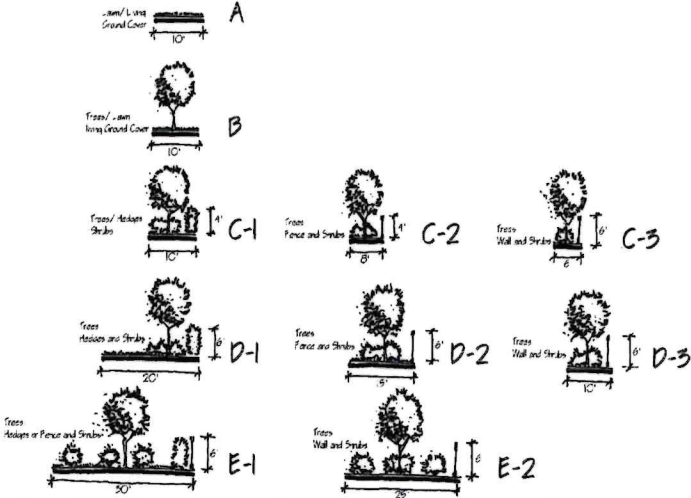 Lawn/ Living
Ground Cover
10'
A
Trees/ Lawn
living Ground Cover
10'
B
Trees/ Hedges
Shrubs
4'
10'
C-1
Trees
Fence and Shrubs
4'
8'
C-2
Trees
Wall and Shrubs
6'
6'
C-3
Trees
Hedges and Shrubs
6'
20'
D-1
Trees
Fence and Shrubs
6'
15'
D-2
Trees
Wall and Shrubs
6'
10'
D-3
Trees
Hedges or Fence and Shrubs
6'
30'
E-1
Trees
Wall and Shrubs
6'
25'
E-2